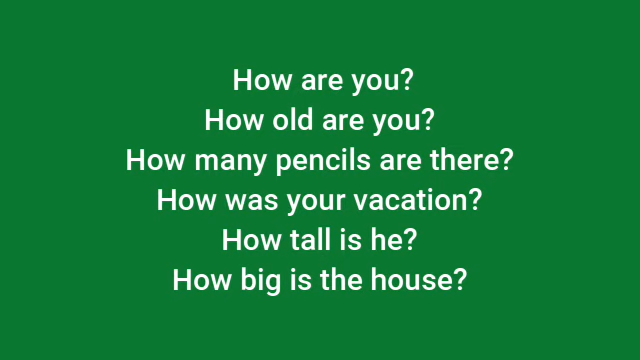 How are you?
How old are you?
How many pencils are there?
How was your vacation?
How tall is he?
How big is the house?